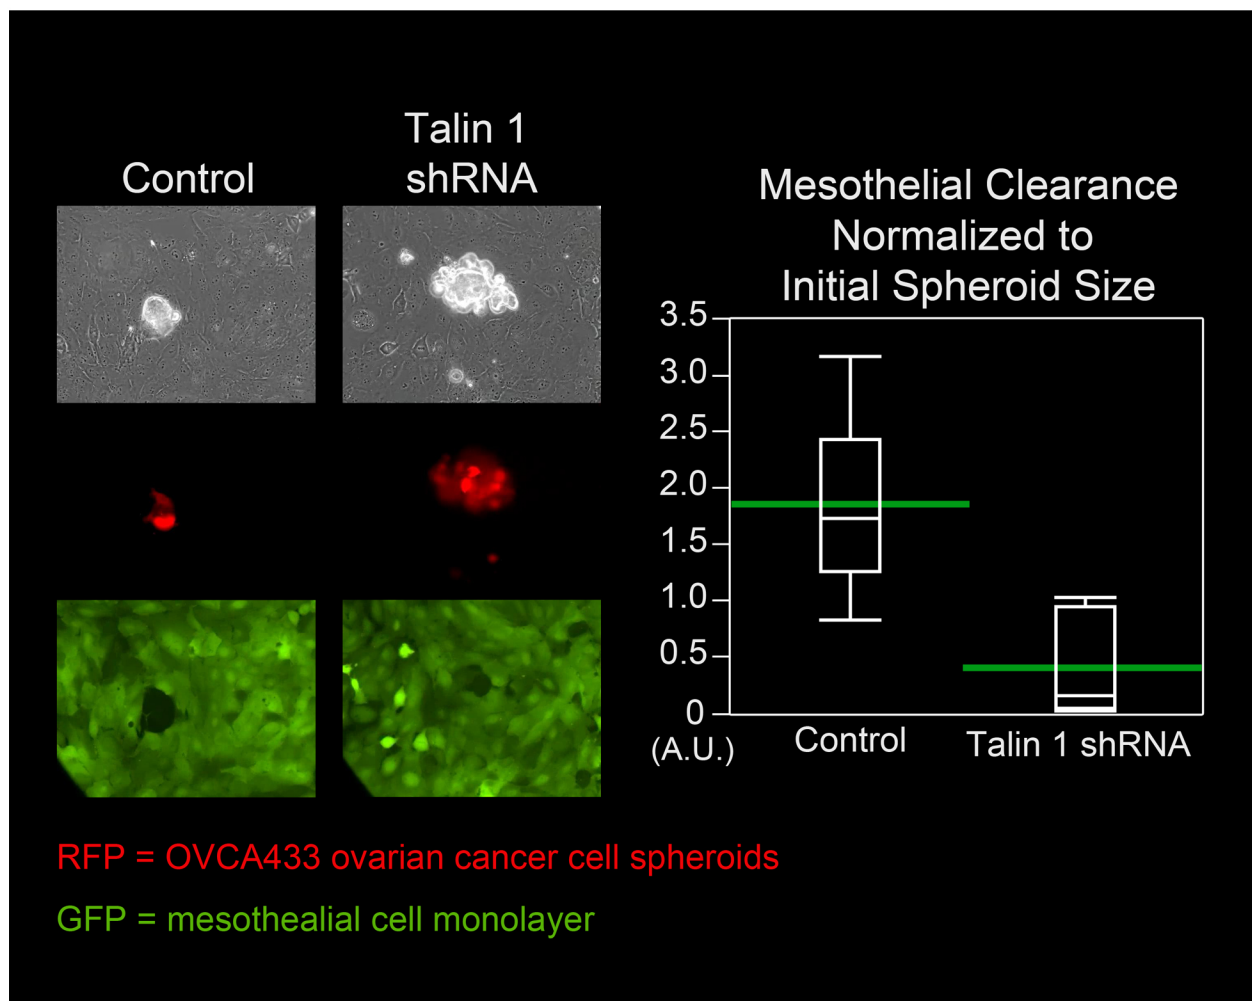 Control
Talin 1
shRNA
Mesothelial Clearance
Normalized to
Initial Spheroid Size
3.5
3.0
2.5
2.0
1.5
1.0
0.5
0
(A.U.)
Control
Talin 1 shRNA
RFP = OVCA433 ovarian cancer cell spheroids
GFP = mesothealial cell monolayer